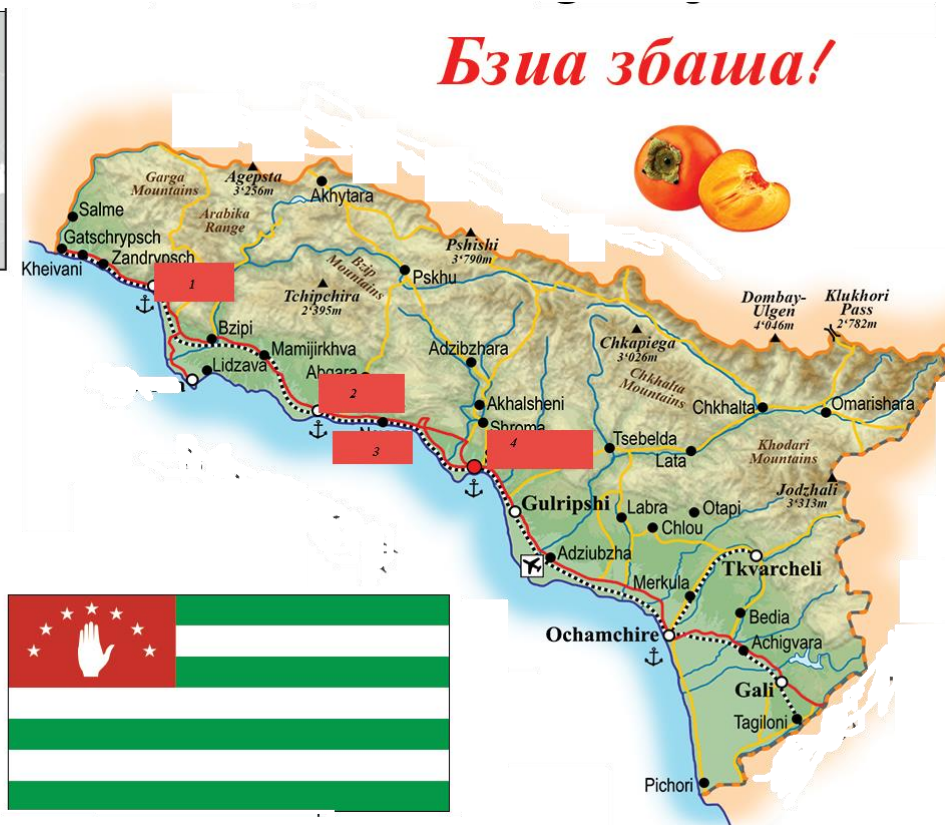 Бзиа збаша!
Garga
Mountains
Agepsta
3'256m
Akhytara
Arabika
Range
Salme
Gatschrypsch
Kheivani
Zandrypsch
Pshishi
3'790m
Bzip
Mountains
Pskhu
Tchipchira
2'395m
1
Dombay-
Ulgen
4'046m
Klukhori
Pass
2'782m
Bzipi
Mamijirkhva
Lidzava
Abgara
Adzibzhara
Chkapiega
3'026m
Chkhalta
Mountains
2
Akhalsheni
Shroma
Chkhalta
Omarishara
3
4
Tsebelda
Lata
Khodari
Mountains
Jodzhali
3'313m
Gulripshi
Labra
Otapi
Chlou
Adziubzha
Tkvarcheli
Merkula
Bedia
Ochamchire
Achigvara
Gali
Tagiloni
Pichori